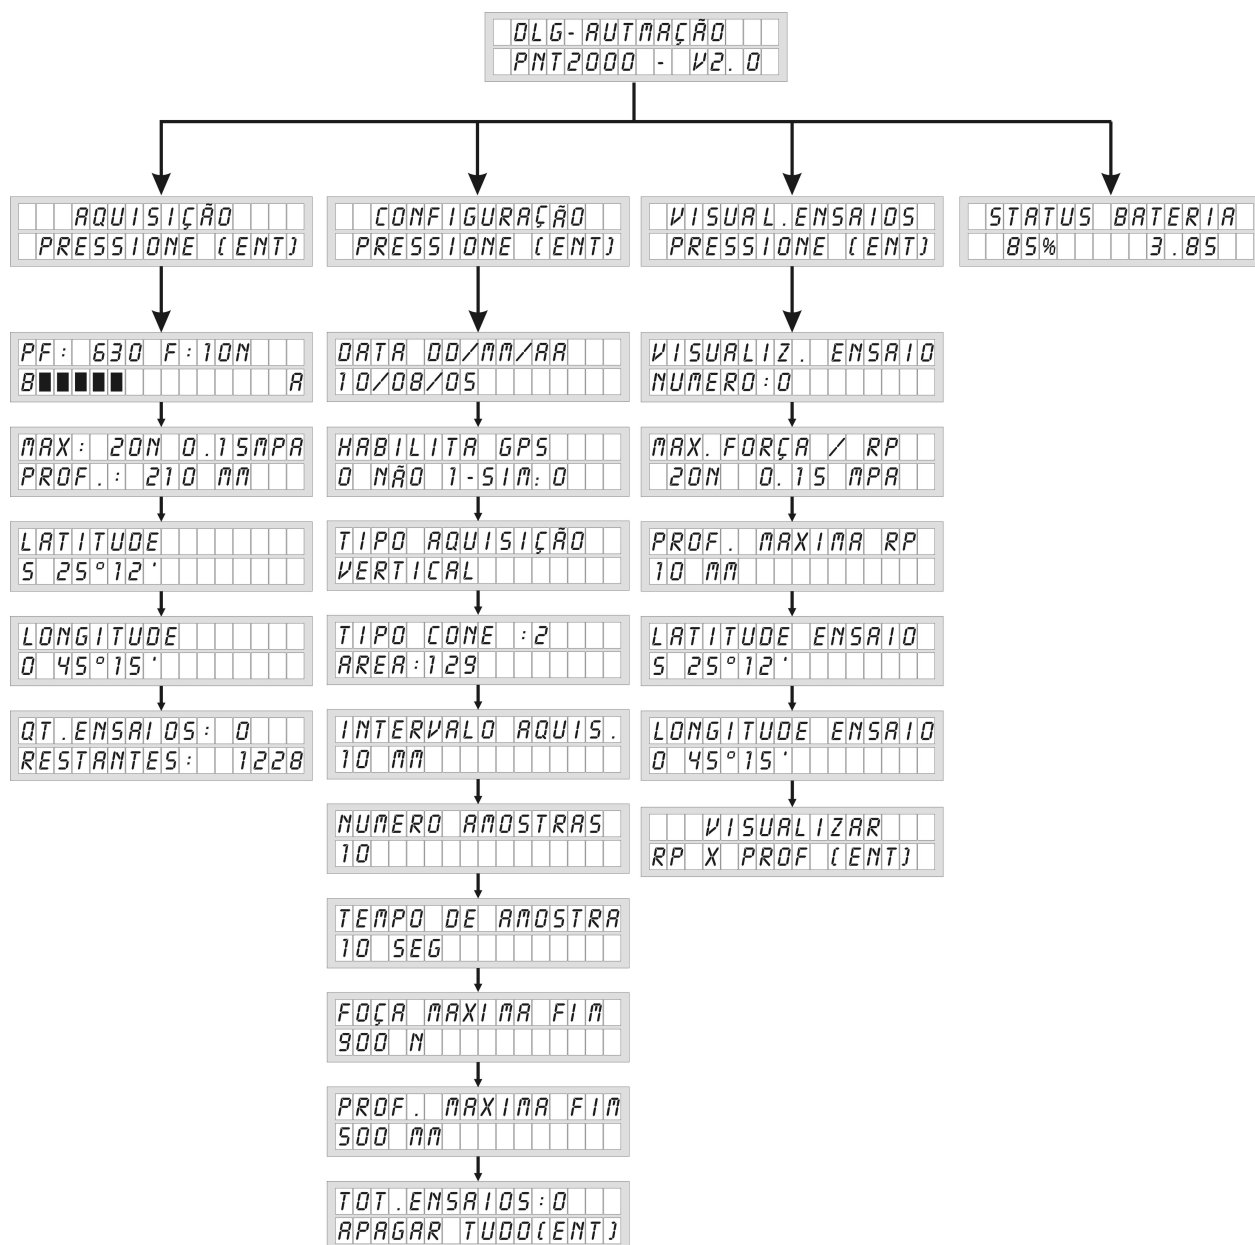 DLG-AUTMAÇÃO
PNT2000 - V2.0
AQUISIÇÃO
PRESSIONE (ENT)
PF: 630 F:10N
B A
MAX: 20N 0.15MPA
PROF.: 210 MM
LATITUDE
S 25°12'
LONGITUDE
O 45°15'
QT.ENSAIOS: 0
RESTANTES: 1228
CONFIGURAÇÃO
PRESSIONE (ENT)
DATA DD/MM/AA
10/08/05
HABILITA GPS
0 NÃO 1-SIM:0
TIPO AQUISIÇÃO
VERTICAL
TIPO CONE :2
AREA:129
INTERVALO AQUIS.
10 MM
NUMERO AMOSTRAS
10
TEMPO DE AMOSTRA
10 SEG
FOÇA MAXIMA FIM
900 N
PROF. MAXIMA FIM
500 MM
TOT.ENSAIOS:0
APAGAR TUDO(ENT)
VISUAL.ENSAIOS
PRESSIONE (ENT)
VISUALIZ. ENSAIO
NUMERO:0
MAX.FORÇA / RP
20N 0.15 MPA
PROF. MAXIMA RP
10 MM
LATITUDE ENSAIO
S 25°12'
LONGITUDE ENSAIO
O 45°15'
VISUALIZAR
RP X PROF (ENT)
STATUS BATERIA
85% 3.85